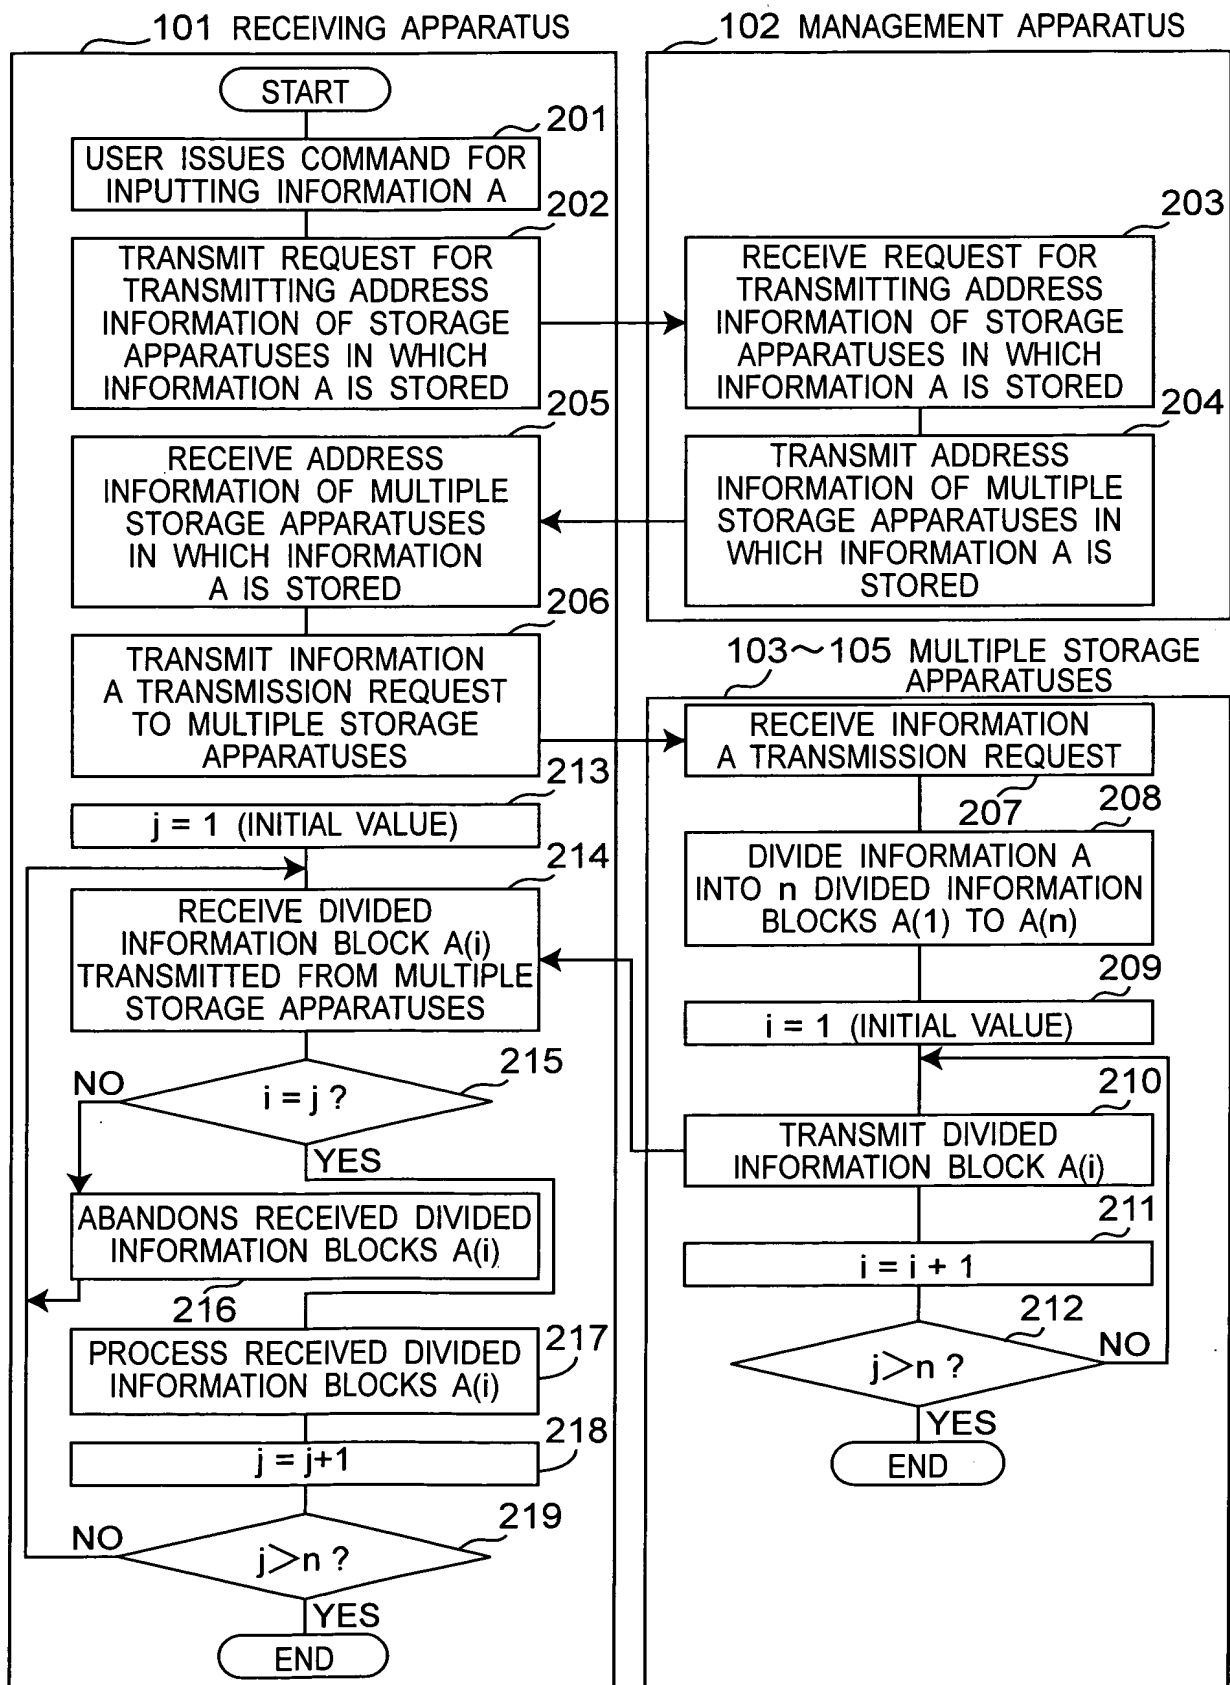 101 RECEIVING APPARATUS
START
201
USER ISSUES COMMAND FOR
INPUTTING INFORMATION A
202
TRANSMIT REQUEST FOR
TRANSMITTING ADDRESS
INFORMATION OF STORAGE
APPARATUSES IN WHICH
INFORMATION A IS STORED
205
RECEIVE ADDRESS
INFORMATION OF MULTIPLE
STORAGE APPARATUSES
IN WHICH INFORMATION
A IS STORED
206
TRANSMIT INFORMATION
A TRANSMISSION REQUEST
TO MULTIPLE STORAGE
APPARATUSES
213
j = 1 (INITIAL VALUE)
214
RECEIVE DIVIDED
INFORMATION BLOCK A(i)
TRANSMITTED FROM MULTIPLE
STORAGE APPARATUSES
215
NO
i = j ?
YES
ABANDONS RECEIVED DIVIDED
INFORMATION BLOCKS A(i)
216
217
PROCESS RECEIVED DIVIDED
INFORMATION BLOCKS A(i)
218
j = j+1
219
NO
j>n ?
YES
END
102 MANAGEMENT APPARATUS
203
RECEIVE REQUEST FOR
TRANSMITTING ADDRESS
INFORMATION OF STORAGE
APPARATUSES IN WHICH
INFORMATION A IS STORED
204
TRANSMIT ADDRESS
INFORMATION OF MULTIPLE
STORAGE APPARATUSES IN
WHICH INFORMATION A IS
STORED
103～105 MULTIPLE STORAGE
APPARATUSES
RECEIVE INFORMATION
A TRANSMISSION REQUEST
207
208
DIVIDE INFORMATION A
INTO n DIVIDED INFORMATION
BLOCKS A(1) TO A(n)
209
i = 1 (INITIAL VALUE)
210
TRANSMIT DIVIDED
INFORMATION BLOCK A(i)
211
i = i + 1
212
NO
j>n ?
YES
END